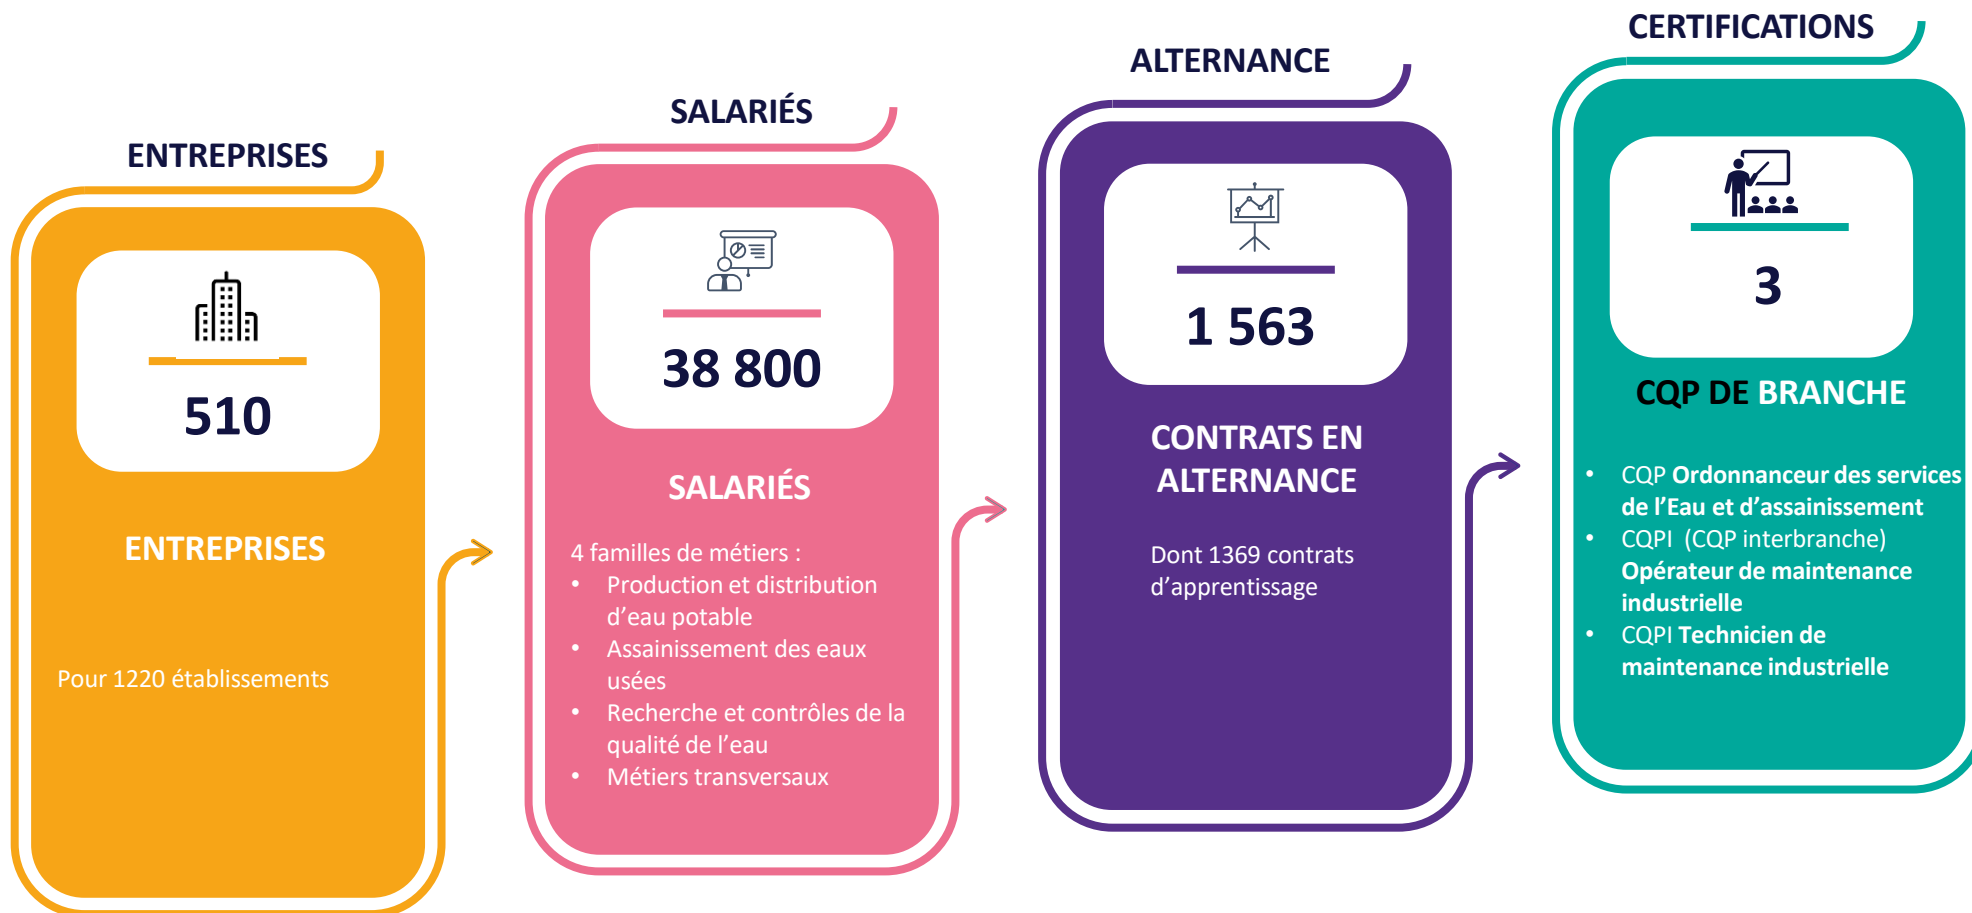 ENTREPRISES
510
ENTREPRISES
Pour 1220 établissements
SALARIÉS
38 800
SALARIÉS
4 familles de métiers :
• Production et distribution
d’eau potable
• Assainissement des eaux
usées
• Recherche et contrôles de la
qualité de l’eau
• Métiers transversaux
ALTERNANCE
1 563
CONTRATS EN
ALTERNANCE
Dont 1369 contrats
d’apprentissage
CERTIFICATIONS
3
CQP DE BRANCHE
• CQP Ordonnanceur des services
de l’Eau et d’assainissement
• CQPI (CQP interbranche)
Opérateur de maintenance
industrielle
• CQPI Technicien de
maintenance industrielle